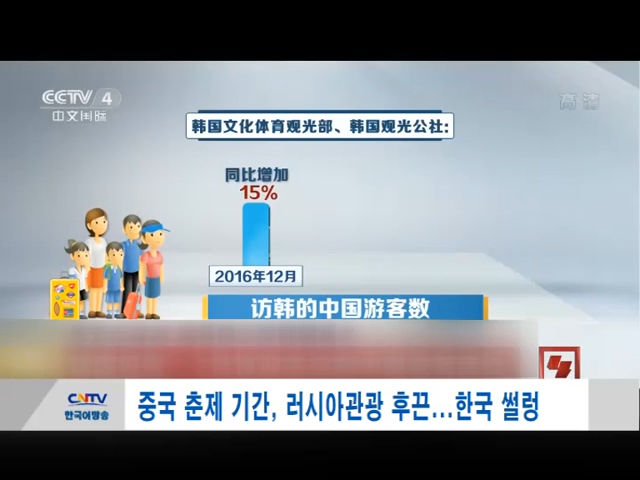 CCTV 4
中文国际
高清
韩国文化体育观光部、韩国观光公社:
同比增加
15%
2016年12月
访韩的中国游客数
CNTV
한국어방송
중국 춘제 기간, 러시아관광 후끈...한국 썰렁